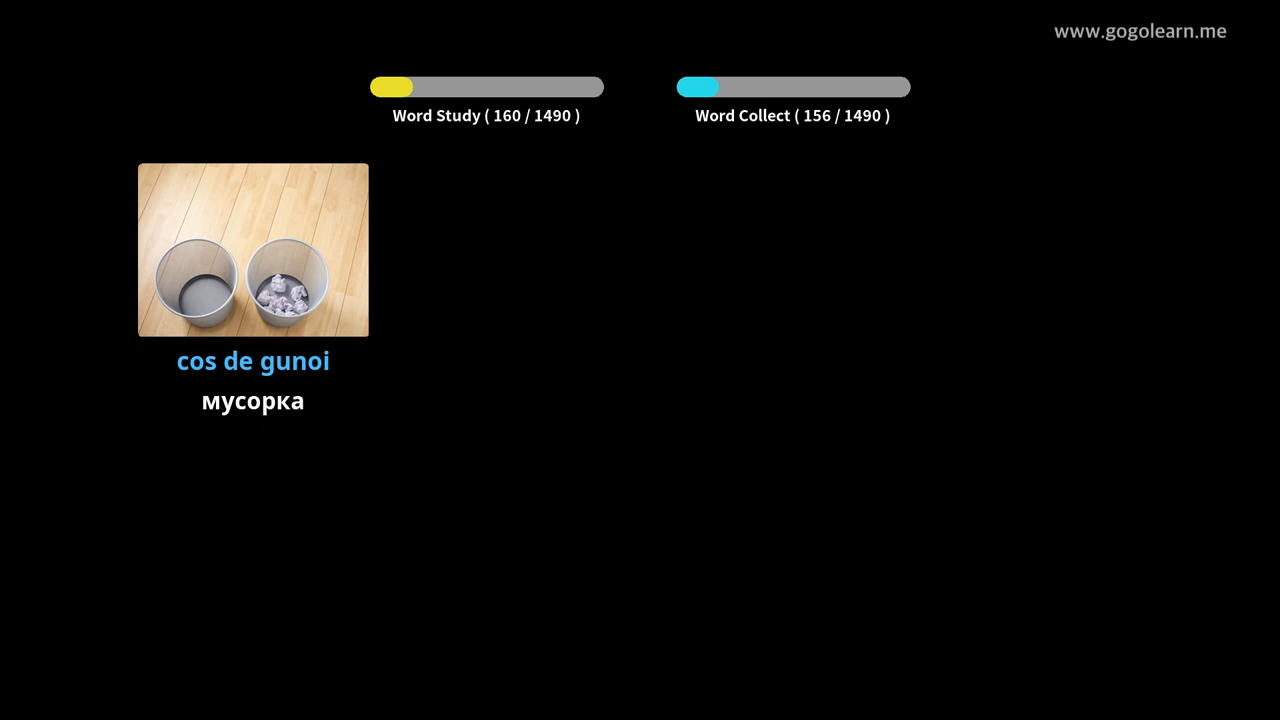 www.gogolearn.me
Word Study ( 160 / 1490 )
Word Collect ( 156 / 1490 )
cos de gunoi
мусорка